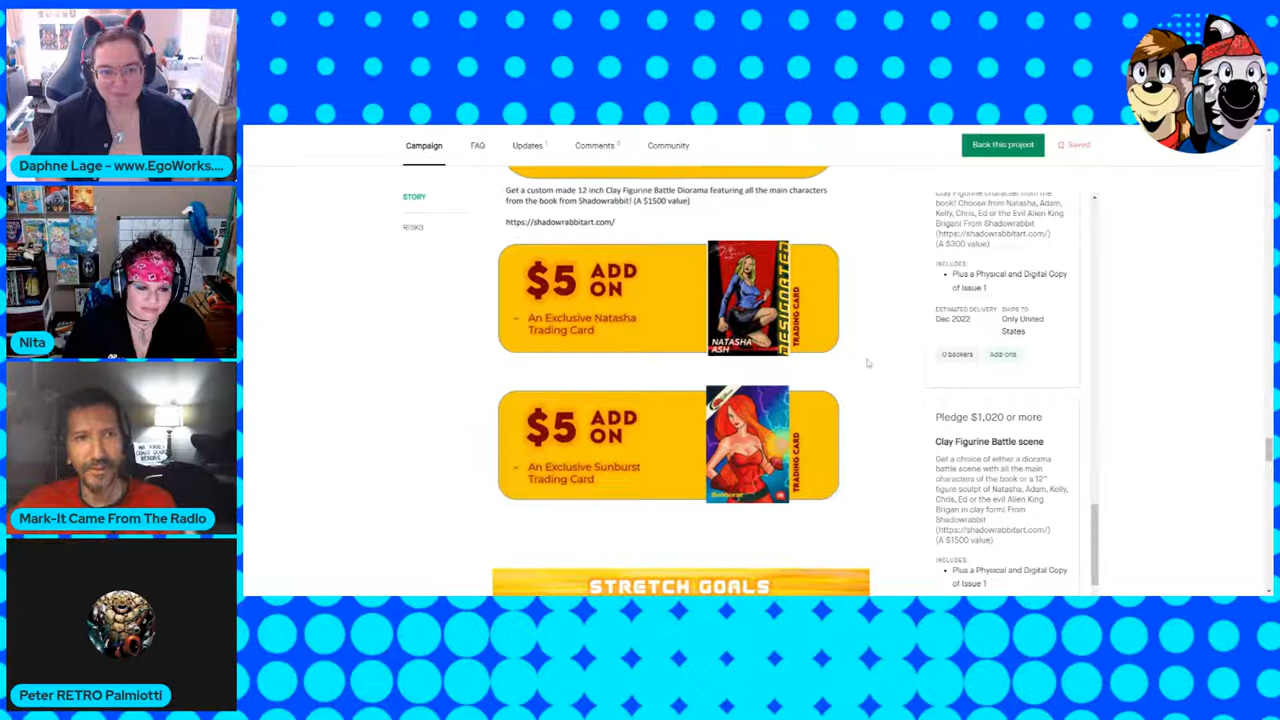 Daphne Lage - www.EgoWorks....
Nita
Mark-It Came From The Radio
Peter RETRO Palmiotti
Campaign
FAQ
Updates 1
Comments 0
Community
Back this project
Saved
STORY
RISKS
Get a custom made 12 inch Clay Figurine Battle Diorama featuring all the main characters
from the book from Shadowrabbit! (A $1500 value)
https://shadowrabbitart.com/
$5 ADD
ON
- An Exclusive Natasha
Trading Card
NATASHA
ASH
TRADING CARD
$5 ADD
ON
- An Exclusive Sunburst
Trading Card
Sunburst
TRADING CARD
STRETCH GOALS
Clay Figurine Character from the
book! Choose from Natasha, Adam,
Kelly, Chris, Ed or the Evil Alien King
Brigan! From Shadowrabbit
(https://shadowrabbitart.com/)
(A $300 value)
INCLUDES:
• Plus a Physical and Digital Copy
of Issue 1
ESTIMATED DELIVERY
Dec 2022
SHIPS TO
Only United
States
0 backers
Add-ons
Pledge $1,020 or more
Clay Figurine Battle scene
Get a choice of either a diorama
battle scene with all the main
characters of the book or a 12"
figure sculpt of Natasha, Adam, Kelly,
Chris, Ed or the evil Alien King
Brigan in clay form! From
Shadowrabbit
(https://shadowrabbitart.com/)
(A $1500 value)
INCLUDES:
• Plus a Physical and Digital Copy
of Issue 1